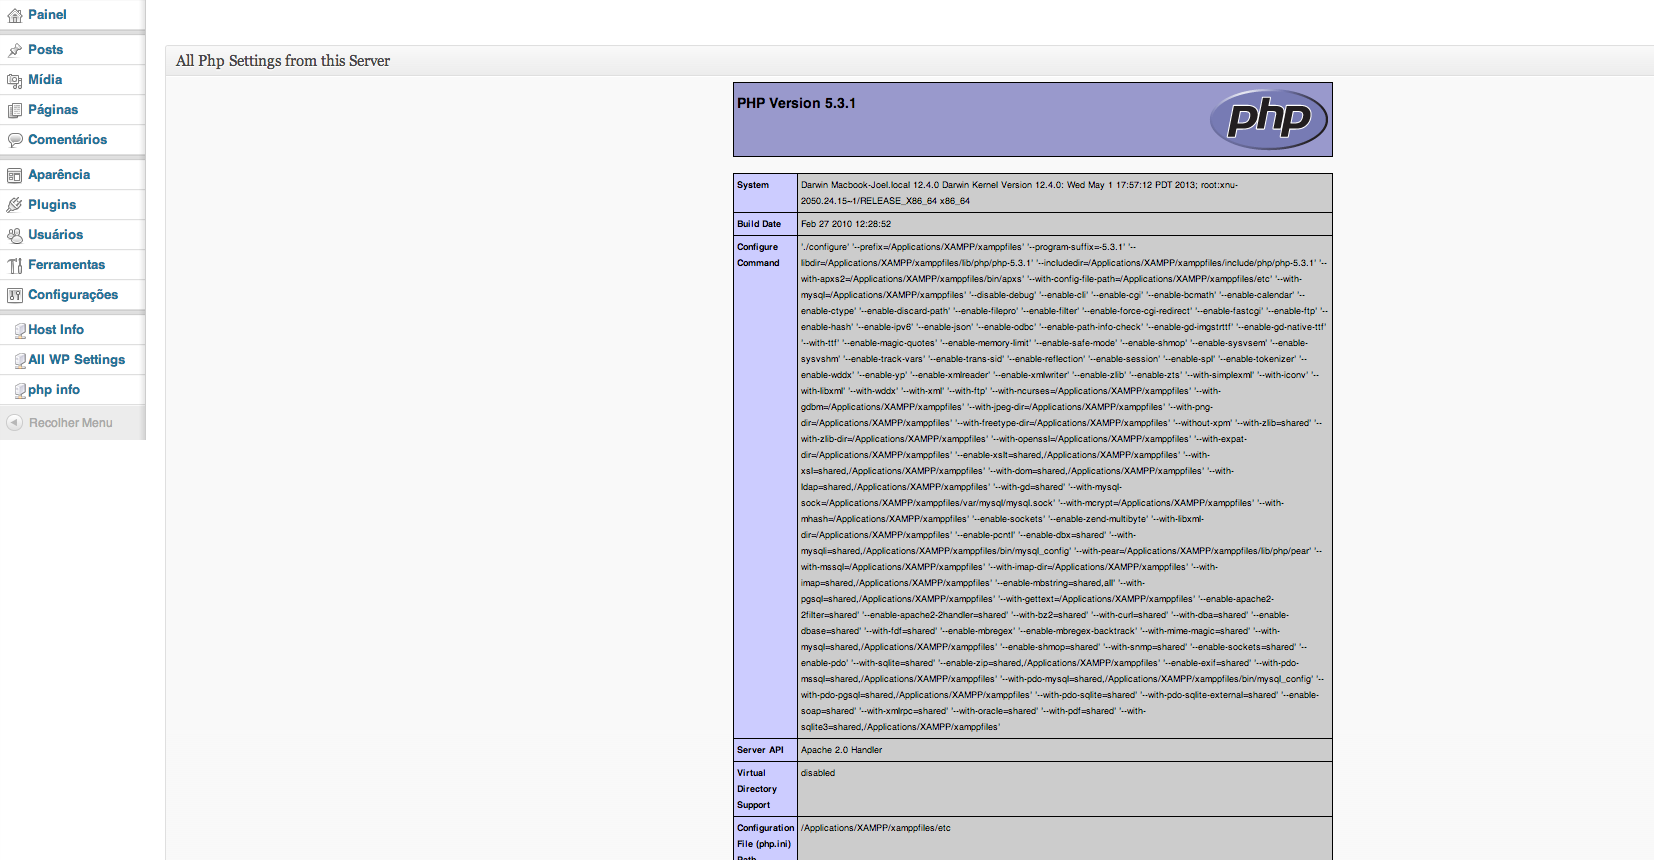 Painel
Posts
Mídia
Páginas
Comentários
Aparência
Plugins
Usuários
Ferramentas
Configurações
Host Info
All WP Settings
php info
Recolher Menu
All Php Settings from this Server
PHP Version 5.3.1
php
System
Darwin Macbook-Joel.local 12.4.0 Darwin Kernel Version 12.4.0: Wed May 1 17:57:12 PDT 2013; root:xnu-
2050.24.15~1/RELEASE_X86_64 x86_64
Build Date
Feb 27 2010 12:28:52
Configure
Command
'./configure' '--prefix=/Applications/XAMPP/xamppfiles' '--program-suffix=-5.3.1' '--
libdir=/Applications/XAMPP/xamppfiles/lib/php/php-5.3.1' '--includedir=/Applications/XAMPP/xamppfiles/include/php/php-5.3.1' '--
with-apxs2=/Applications/XAMPP/xamppfiles/bin/apxs' '--with-config-file-path=/Applications/XAMPP/xamppfiles/etc' '--with-
mysql=/Applications/XAMPP/xamppfiles' '--disable-debug' '--enable-cli' '--enable-cgi' '--enable-bcmath' '--enable-calendar' '--
enable-ctype' '--enable-discard-path' '--enable-filepro' '--enable-filter' '--enable-force-cgi-redirect' '--enable-fastcgi' '--enable-ftp' '--
enable-hash' '--enable-ipv6' '--enable-json' '--enable-odbc' '--enable-path-info-check' '--enable-gd-imgstrttf' '--enable-gd-native-ttf'
'--with-ttf' '--enable-magic-quotes' '--enable-memory-limit' '--enable-safe-mode' '--enable-shmop' '--enable-sysvsem' '--enable-
sysvshm' '--enable-track-vars' '--enable-trans-sid' '--enable-reflection' '--enable-session' '--enable-spl' '--enable-tokenizer' '--
enable-wddx' '--enable-yp' '--enable-xmlreader' '--enable-xmlwriter' '--enable-zlib' '--enable-zts' '--with-simplexml' '--with-iconv' '--
with-libxml' '--with-wddx' '--with-xml' '--with-ftp' '--with-ncurses=/Applications/XAMPP/xamppfiles' '--with-
gdbm=/Applications/XAMPP/xamppfiles' '--with-jpeg-dir=/Applications/XAMPP/xamppfiles' '--with-png-
dir=/Applications/XAMPP/xamppfiles' '--with-freetype-dir=/Applications/XAMPP/xamppfiles' '--without-xpm' '--with-zlib=shared' '--
with-zlib-dir=/Applications/XAMPP/xamppfiles' '--with-openssl=/Applications/XAMPP/xamppfiles' '--with-expat-
dir=/Applications/XAMPP/xamppfiles' '--enable-xslt=shared,/Applications/XAMPP/xamppfiles' '--with-
xsl=shared,/Applications/XAMPP/xamppfiles' '--with-dom=shared,/Applications/XAMPP/xamppfiles' '--with-
ldap=shared,/Applications/XAMPP/xamppfiles' '--with-gd=shared' '--with-mysql-
sock=/Applications/XAMPP/xamppfiles/var/mysql/mysql.sock' '--with-mcrypt=/Applications/XAMPP/xamppfiles' '--with-
mhash=/Applications/XAMPP/xamppfiles' '--enable-sockets' '--enable-zend-multibyte' '--with-libxml-
dir=/Applications/XAMPP/xamppfiles' '--enable-pcntl' '--enable-dbx=shared' '--with-
mysqli=shared,/Applications/XAMPP/xamppfiles/bin/mysql_config' '--with-pear=/Applications/XAMPP/xamppfiles/lib/php/pear' '--
with-mssql=/Applications/XAMPP/xamppfiles' '--with-imap-dir=/Applications/XAMPP/xamppfiles' '--with-
imap=shared,/Applications/XAMPP/xamppfiles' '--enable-mbstring=shared,all' '--with-
pgsql=shared,/Applications/XAMPP/xamppfiles' '--with-gettext=/Applications/XAMPP/xamppfiles' '--enable-apache2-
2filter=shared' '--enable-apache2-2handler=shared' '--with-bz2=shared' '--with-curl=shared' '--with-dba=shared' '--enable-
dbase=shared' '--with-fdf=shared' '--enable-mbregex' '--enable-mbregex-backtrack' '--with-mime-magic=shared' '--with-
mysql=shared,/Applications/XAMPP/xamppfiles' '--enable-shmop=shared' '--with-snmp=shared' '--enable-sockets=shared' '--
enable-pdo' '--with-sqlite=shared' '--enable-zip=shared,/Applications/XAMPP/xamppfiles' '--enable-exif=shared' '--with-pdo-
mssql=shared,/Applications/XAMPP/xamppfiles' '--with-pdo-mysql=shared,/Applications/XAMPP/xamppfiles/bin/mysql_config' '--
with-pdo-pgsql=shared,/Applications/XAMPP/xamppfiles' '--with-pdo-sqlite=shared' '--with-pdo-sqlite-external=shared' '--enable-
soap=shared' '--with-xmlrpc=shared' '--with-oracle=shared' '--with-pdf=shared' '--with-
sqlite3=shared,/Applications/XAMPP/xamppfiles'
Server API
Apache 2.0 Handler
Virtual
Directory
Support
disabled
Configuration
File (php.ini)
Path
/Applications/XAMPP/xamppfiles/etc